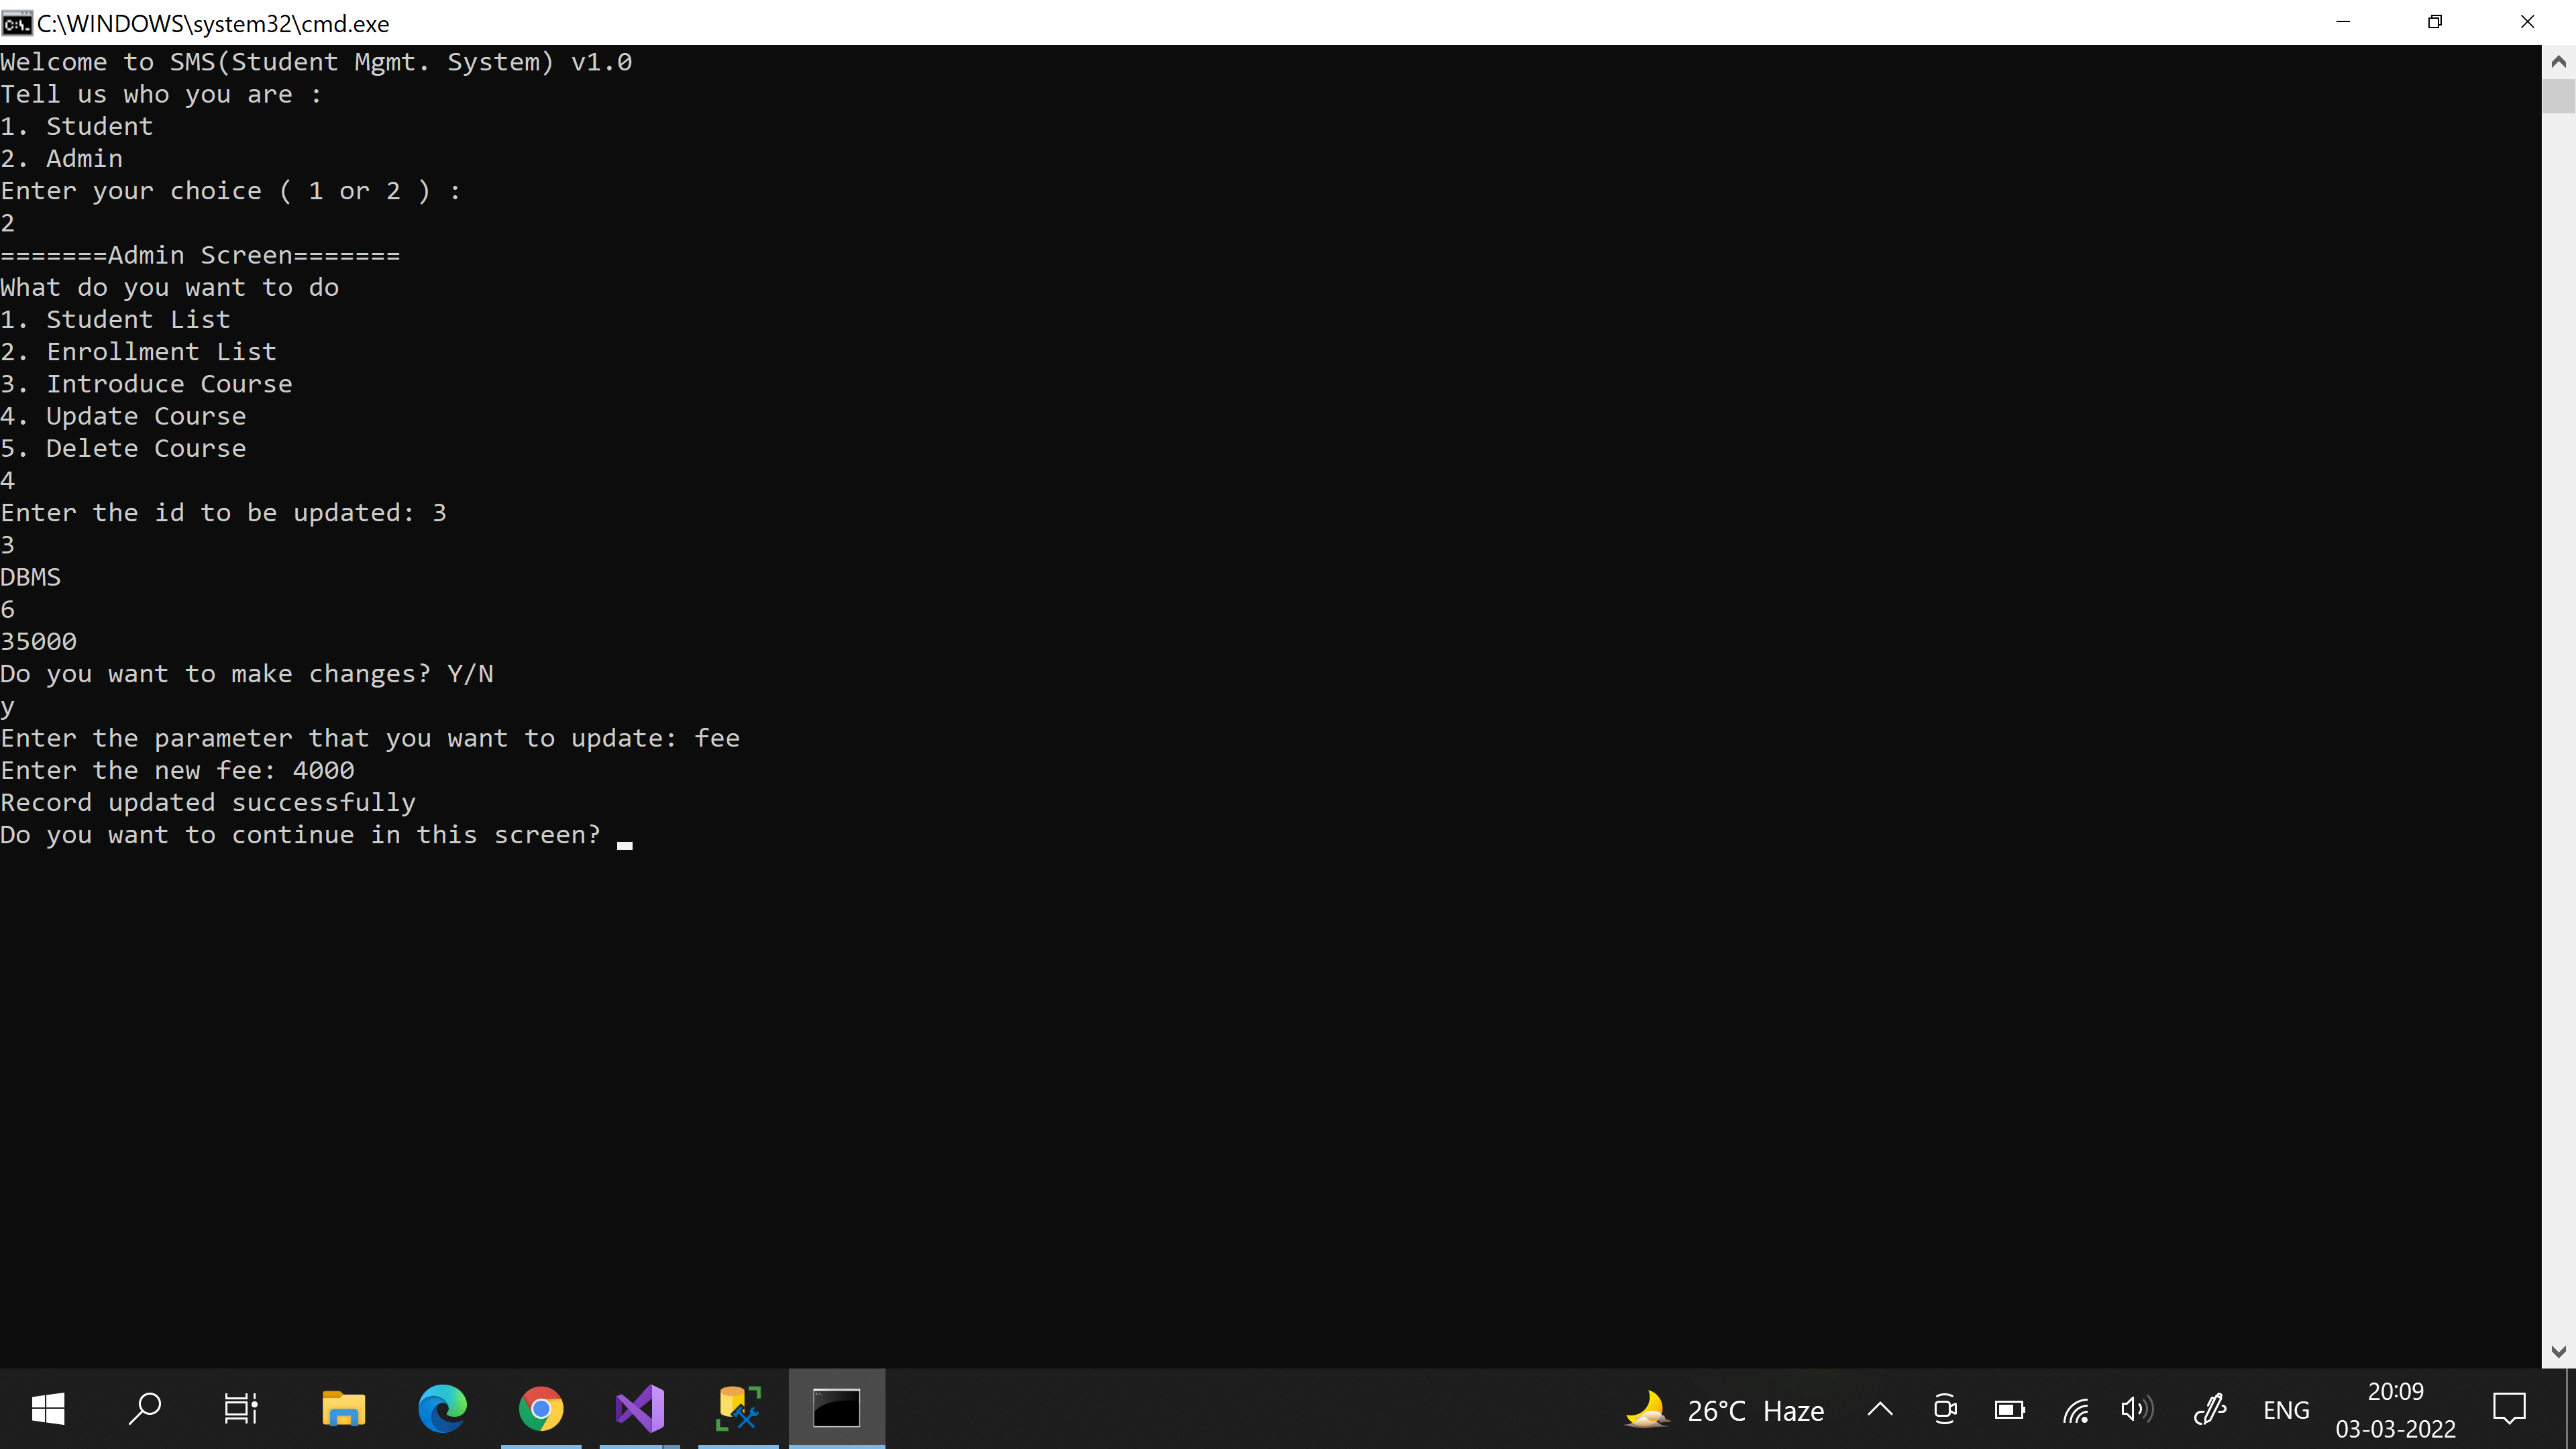 C:\WINDOWS\system32\cmd.exe
Welcome to SMS(Student Mgmt. System) v1.0
Tell us who you are :
1. Student
2. Admin
Enter your choice ( 1 or 2 ) :
2
=======Admin Screen=======
What do you want to do
1. Student List
2. Enrollment List
3. Introduce Course
4. Update Course
5. Delete Course
4
Enter the id to be updated: 3
3
DBMS
6
35000
Do you want to make changes? Y/N
y
Enter the parameter that you want to update: fee
Enter the new fee: 4000
Record updated successfully
Do you want to continue in this screen?
26°C Haze
ENG
20:09
03-03-2022